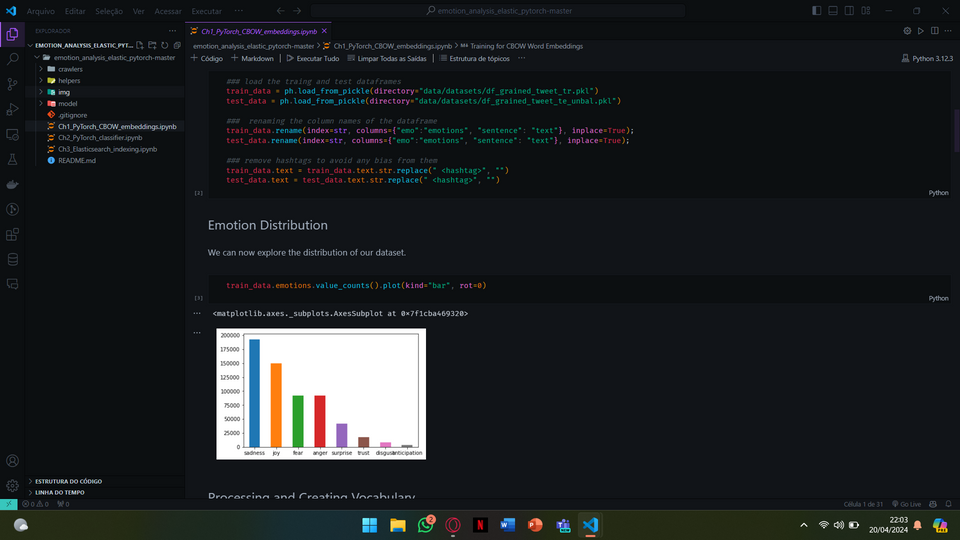 Arquivo Editar Seleção Ver Acessar Executar ··· emotion_analysis_elastic_pytorch-master
EXPLORADOR
Ch1_PyTorch_CBOW_embeddings.ipynb
EMOTION_ANALYSIS_ELASTIC_PYT...
emotion_analysis_elastic_pytorch-master
crawlers
helpers
img
model
.gitignore
Ch1_PyTorch_CBOW_embeddings.ipynb
Ch2_PyTorch_classifier.ipynb
Ch3_Elasticsearch_indexing.ipynb
README.md
ESTRUTURA DO CÓDIGO
LINHA DO TEMPO
emotion_analysis_elastic_pytorch-master > Ch1_PyTorch_CBOW_embeddings.ipynb > Training for CBOW Word Embeddings
+ Código + Markdown Executar Tudo Limpar Todas as Saídas Estrutura de tópicos ··· Python 3.12.3
### load the traing and test dataframes
train_data = ph.load_from_pickle(directory="data/datasets/df_grained_tweet_tr.pkl")
test_data = ph.load_from_pickle(directory="data/datasets/df_grained_tweet_te_unbal.pkl")
### renaming the column names of the dataframe
train_data.rename(index=str, columns={"emo":"emotions", "sentence": "text"}, inplace=True);
test_data.rename(index=str, columns={"emo":"emotions", "sentence": "text"}, inplace=True);
### remove hashtags to avoid any bias from them
train_data.text = train_data.text.str.replace(" <hashtag>", "")
test_data.text = test_data.text.str.replace(" <hashtag>", "")
[2] Python
Emotion Distribution
We can now explore the distribution of our dataset.
train_data.emotions.value_counts().plot(kind="bar", rot=0)
[3] Python
<matplotlib.axes._subplots.AxesSubplot at 0x7f1cba469320>
200000
175000
150000
125000
100000
75000
50000
25000
0
sadness joy fear anger surprise trust disgust anticipation
Processing and Creating Vocabulary
0 0 0 Célula 1 de 31 Go Live
2 N
22:03
20/04/2024